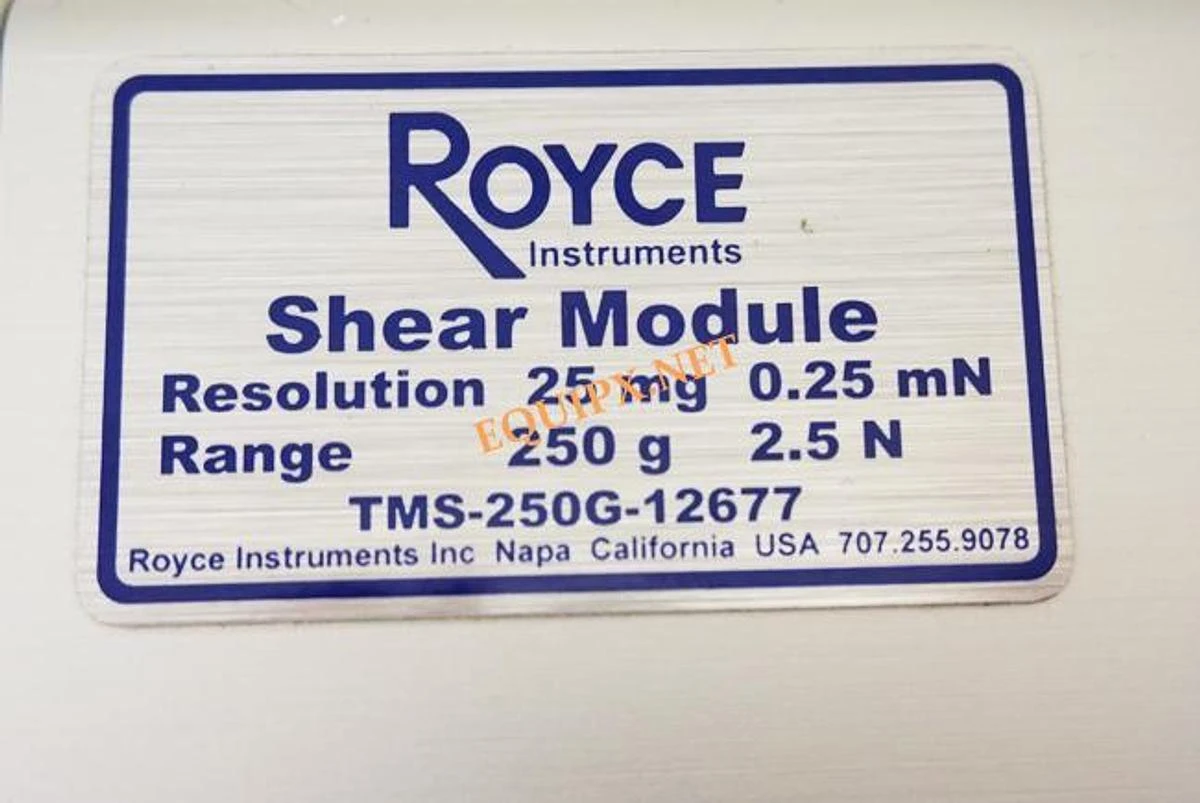 ROYCE
Instruments
Shear Module
Resolution 25 mg 0.25 mN
Range 250 g 2.5 N
TMS-250G-12677
Royce Instruments Inc Napa California USA 707.255.9078
EQUIPX.NET